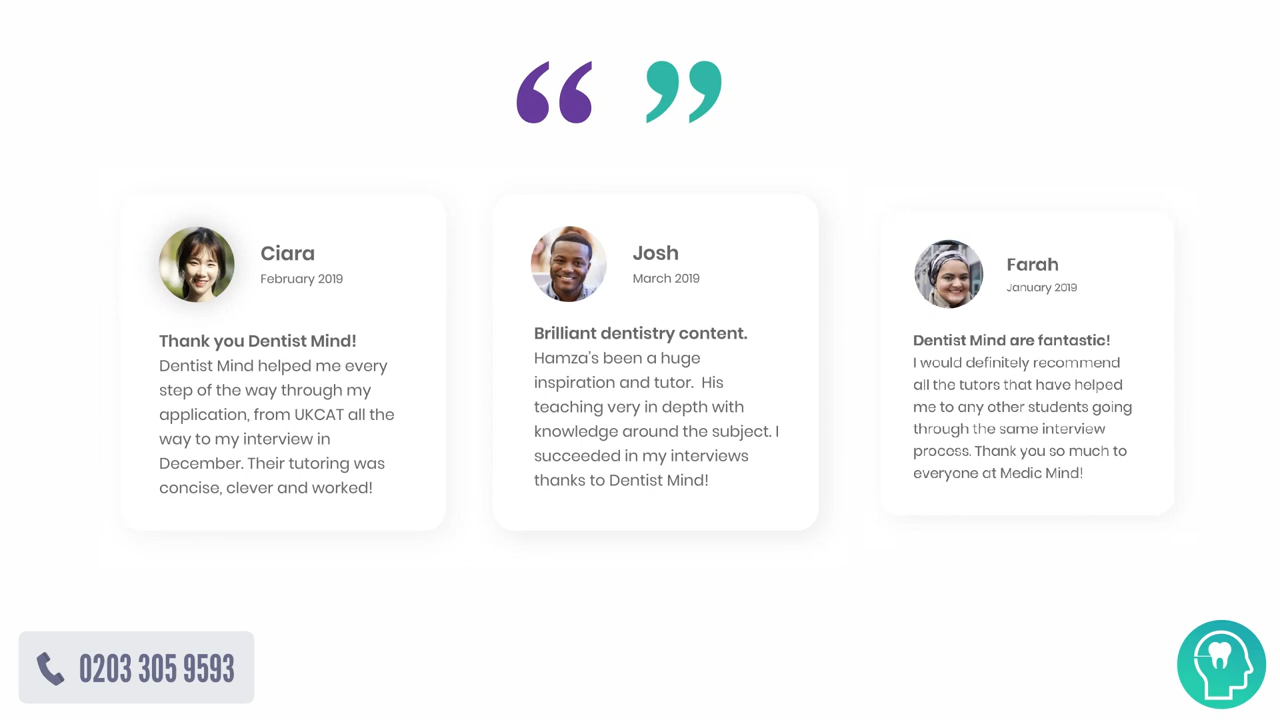 “ ”
Ciara
February 2019
Thank you Dentist Mind!
Dentist Mind helped me every
step of the way through my
application, from UKCAT all the
way to my interview in
December. Their tutoring was
concise, clever and worked!
Josh
March 2019
Brilliant dentistry content.
Hamza's been a huge
inspiration and tutor.  His
teaching very in depth with
knowledge around the subject. I
succeeded in my interviews
thanks to Dentist Mind!
Farah
January 2019
Dentist Mind are fantastic!
I would definitely recommend
all the tutors that have helped
me to any other students going
through the same interview
process. Thank you so much to
everyone at Medic Mind!
0203 305 9593